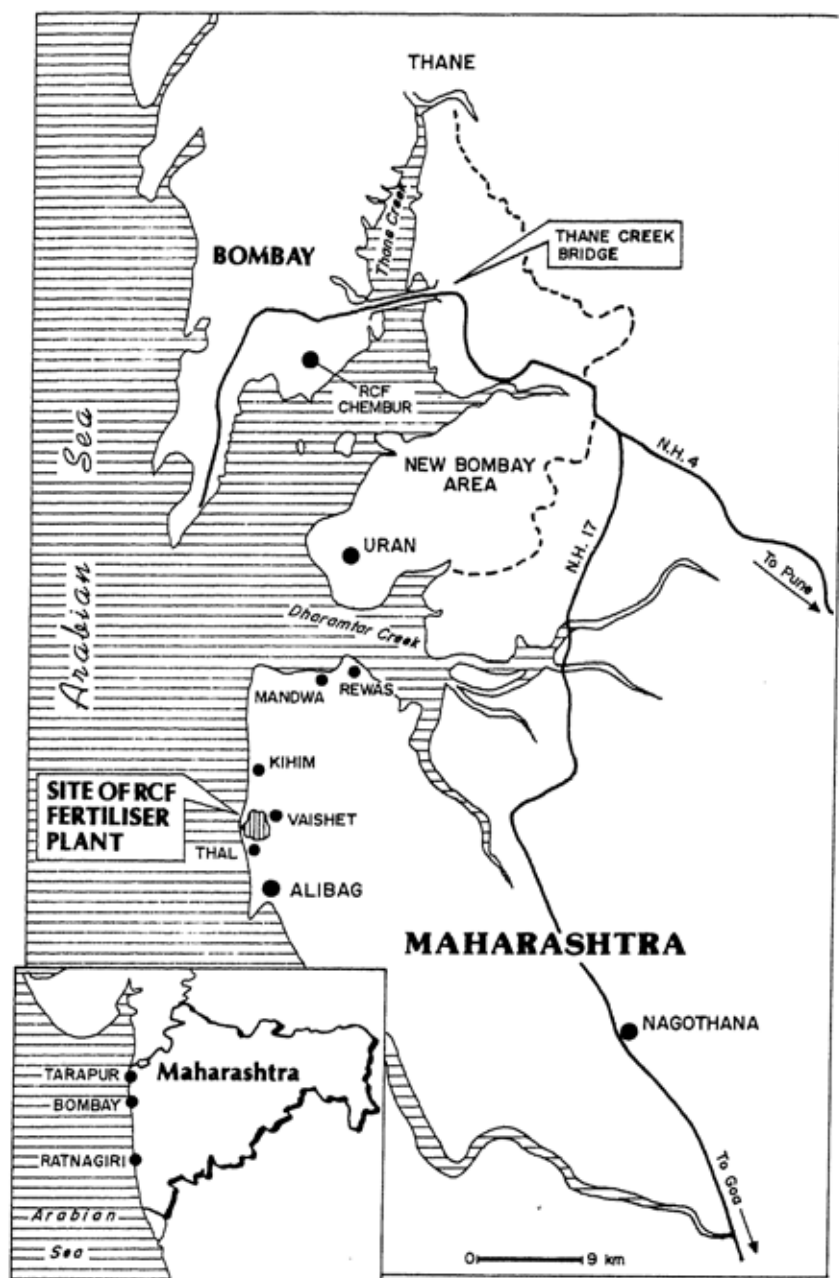 THANE
Thane Creek
THANE CREEK
BRIDGE
BOMBAY
RCF
CHEMBUR
NEW BOMBAY
AREA
N.H. 4
N.H. 17
To Pune
URAN
Arabian Sea
Dharamtar Creek
MANDWA
REWAS
KIHIM
SITE OF RCF
FERTILISER
PLANT
VAISHET
THAL
ALIBAG
MAHARASHTRA
NAGOTHANA
To Goa
0 9 km
TARAPUR
Maharashtra
BOMBAY
RATNAGIRI
Arabian
Sea